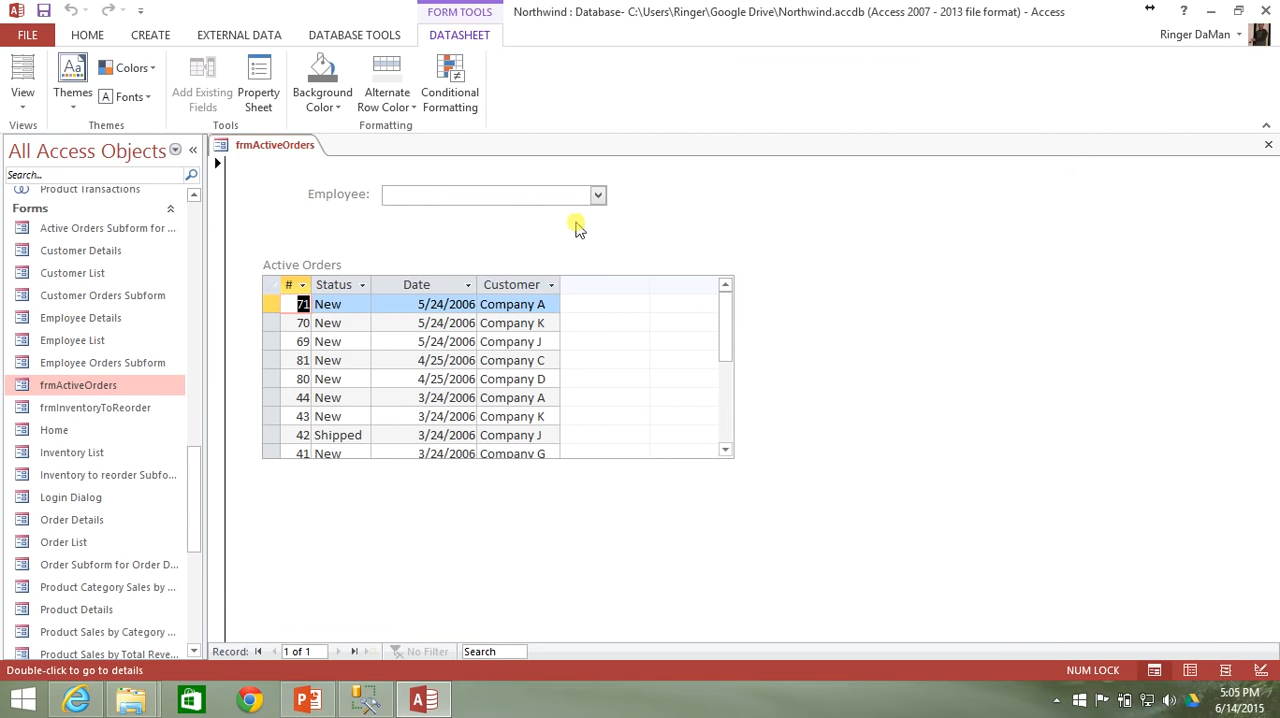 FORM TOOLS
Northwind : Database- C:\Users\Ringer\Google Drive\Northwind.accdb (Access 2007 - 2013 file format) - Access
FILE HOME CREATE EXTERNAL DATA DATABASE TOOLS DATASHEET
Ringer DaMan
View
Themes
Colors
Fonts
Add Existing Fields
Property Sheet
Background Color
Alternate Row Color
Conditional Formatting
Views Themes Tools Formatting
All Access Objects
Search...
Product Transactions
Forms
Active Orders Subform for ...
Customer Details
Customer List
Customer Orders Subform
Employee Details
Employee List
Employee Orders Subform
frmActiveOrders
frmInventoryToReorder
Home
Inventory List
Inventory to reorder Subfo...
Login Dialog
Order Details
Order List
Order Subform for Order D...
Product Category Sales by ...
Product Details
Product Sales by Category ...
Product Sales by Total Reve...
frmActiveOrders
Employee:
Active Orders
# Status Date Customer
71 New 5/24/2006 Company A
70 New 5/24/2006 Company K
69 New 5/24/2006 Company J
81 New 4/25/2006 Company C
80 New 4/25/2006 Company D
44 New 3/24/2006 Company A
43 New 3/24/2006 Company K
42 Shipped 3/24/2006 Company J
41 New 3/24/2006 Company G
Record: 1 of 1 No Filter Search
Double-click to go to details
NUM LOCK
5:05 PM
6/14/2015